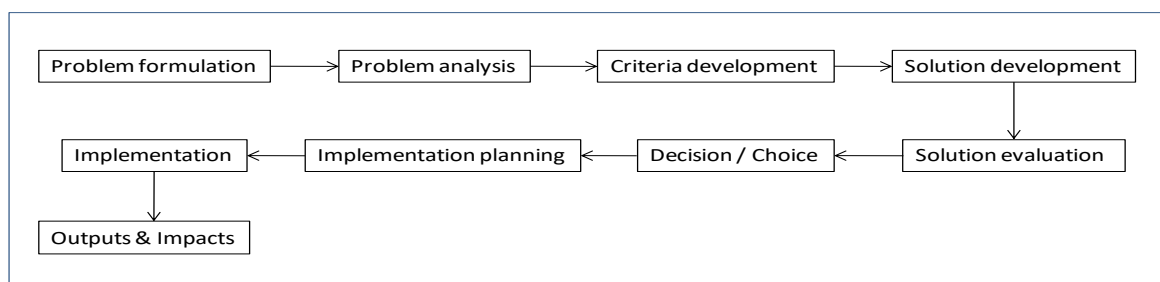 Problem formulation
Problem analysis
Criteria development
Solution development
Solution evaluation
Decision / Choice
Implementation planning
Implementation
Outputs & Impacts